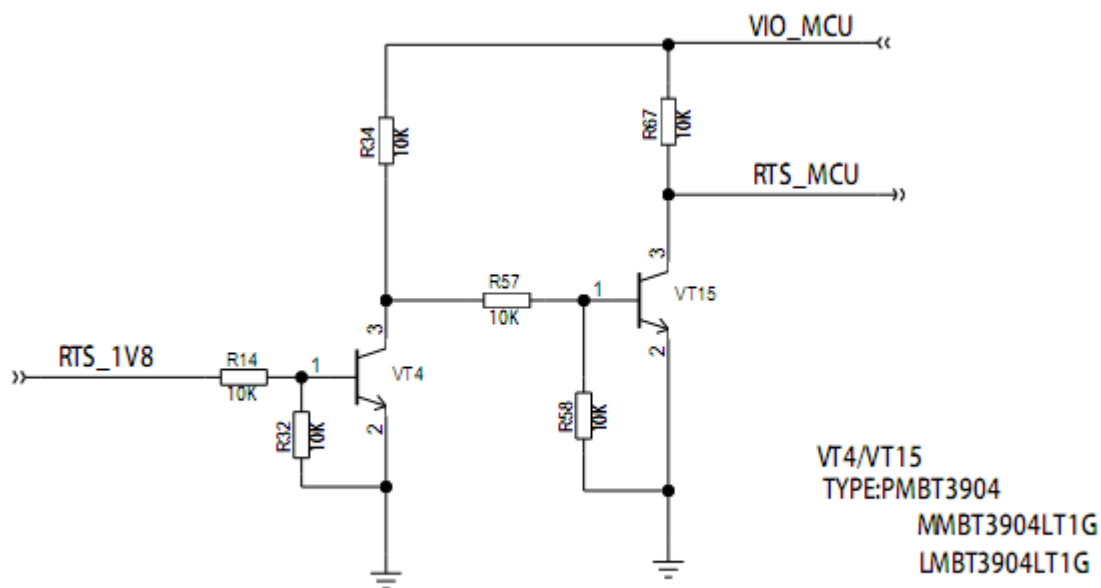 VIO_MCU
R34
10K
R67
10K
RTS_MCU
3
R57
1
VT15
10K
3
2
RTS_1V8
R14
1
VT4
10K
R32
10K
2
R58
10K
VT4/VT15
TYPE:PMBT3904
MMBT3904LT1G
LMBT3904LT1G